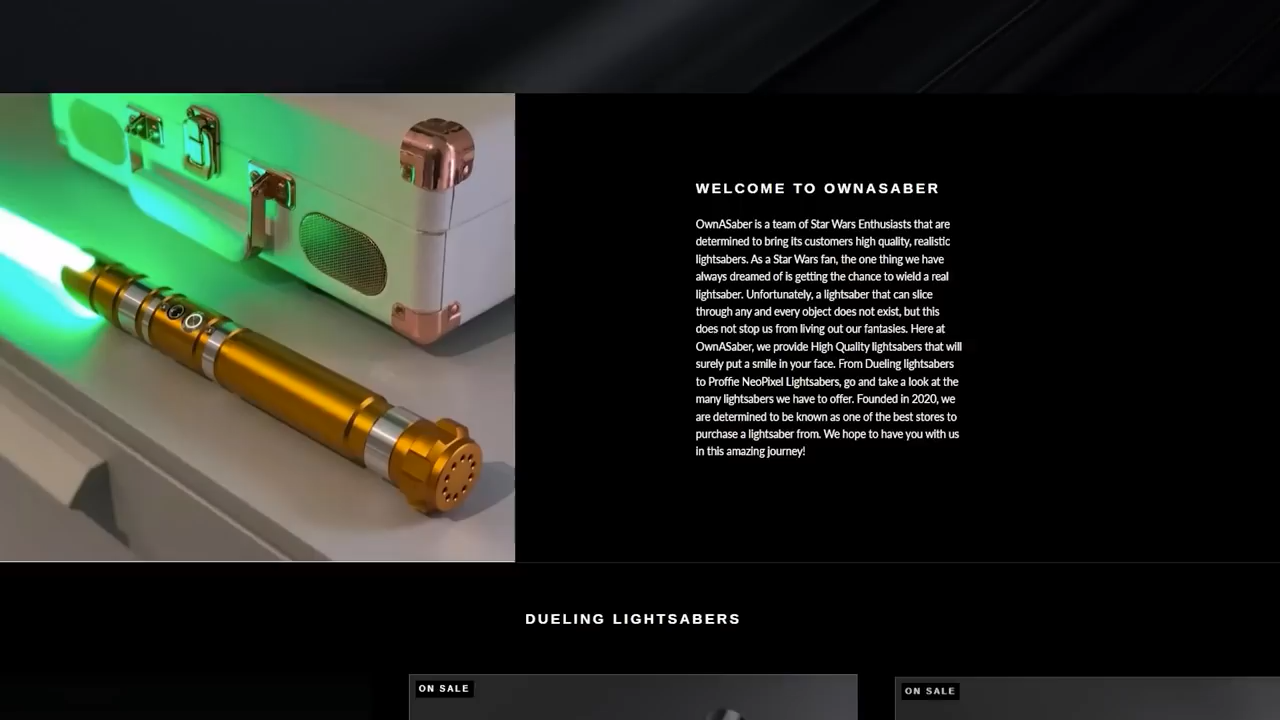 WELCOME TO OWNASABER
OwnASaber is a team of Star Wars Enthusiasts that are
determined to bring its customers high quality, realistic
lightsabers. As a Star Wars fan, the one thing we have
always dreamed of is getting the chance to wield a real
lightsaber. Unfortunately, a lightsaber that can slice
through any and every object does not exist, but this
does not stop us from living out our fantasies. Here at
OwnASaber, we provide High Quality lightsabers that will
surely put a smile in your face. From Dueling lightsabers
to Proffie NeoPixel Lightsabers, go and take a look at the
many lightsabers we have to offer. Founded in 2020, we
are determined to be known as one of the best stores to
purchase a lightsaber from. We hope to have you with us
in this amazing journey!
DUELING LIGHTSABERS
ON SALE
ON SALE